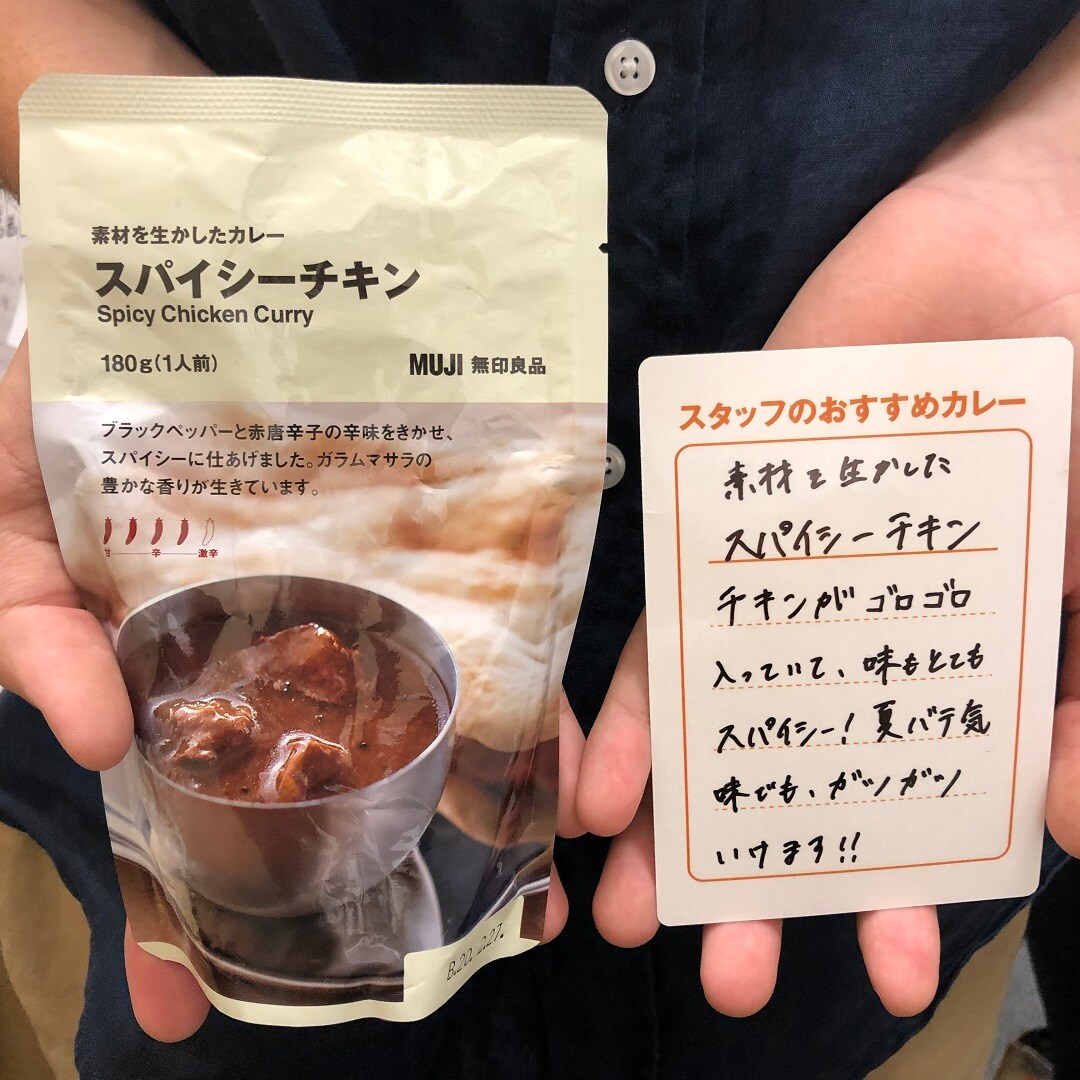 素材を生かしたカレー
スパイシーチキン
Spicy Chicken Curry
180g(1人前)
MUJI 無印良品
ブラックペッパーと赤唐辛子の辛味をきかせ、
スパイシーに仕あげました。ガラムマサラの
豊かな香りが生きています。
甘 辛 激辛
B.20. 2.27.
スタッフのおすすめカレー
素材を生かした
スパイシーチキン
チキンがゴロゴロ
入っていて、味もとても
スパイシー!夏バテ気
味でも、ガッツガッツ
いけます!!